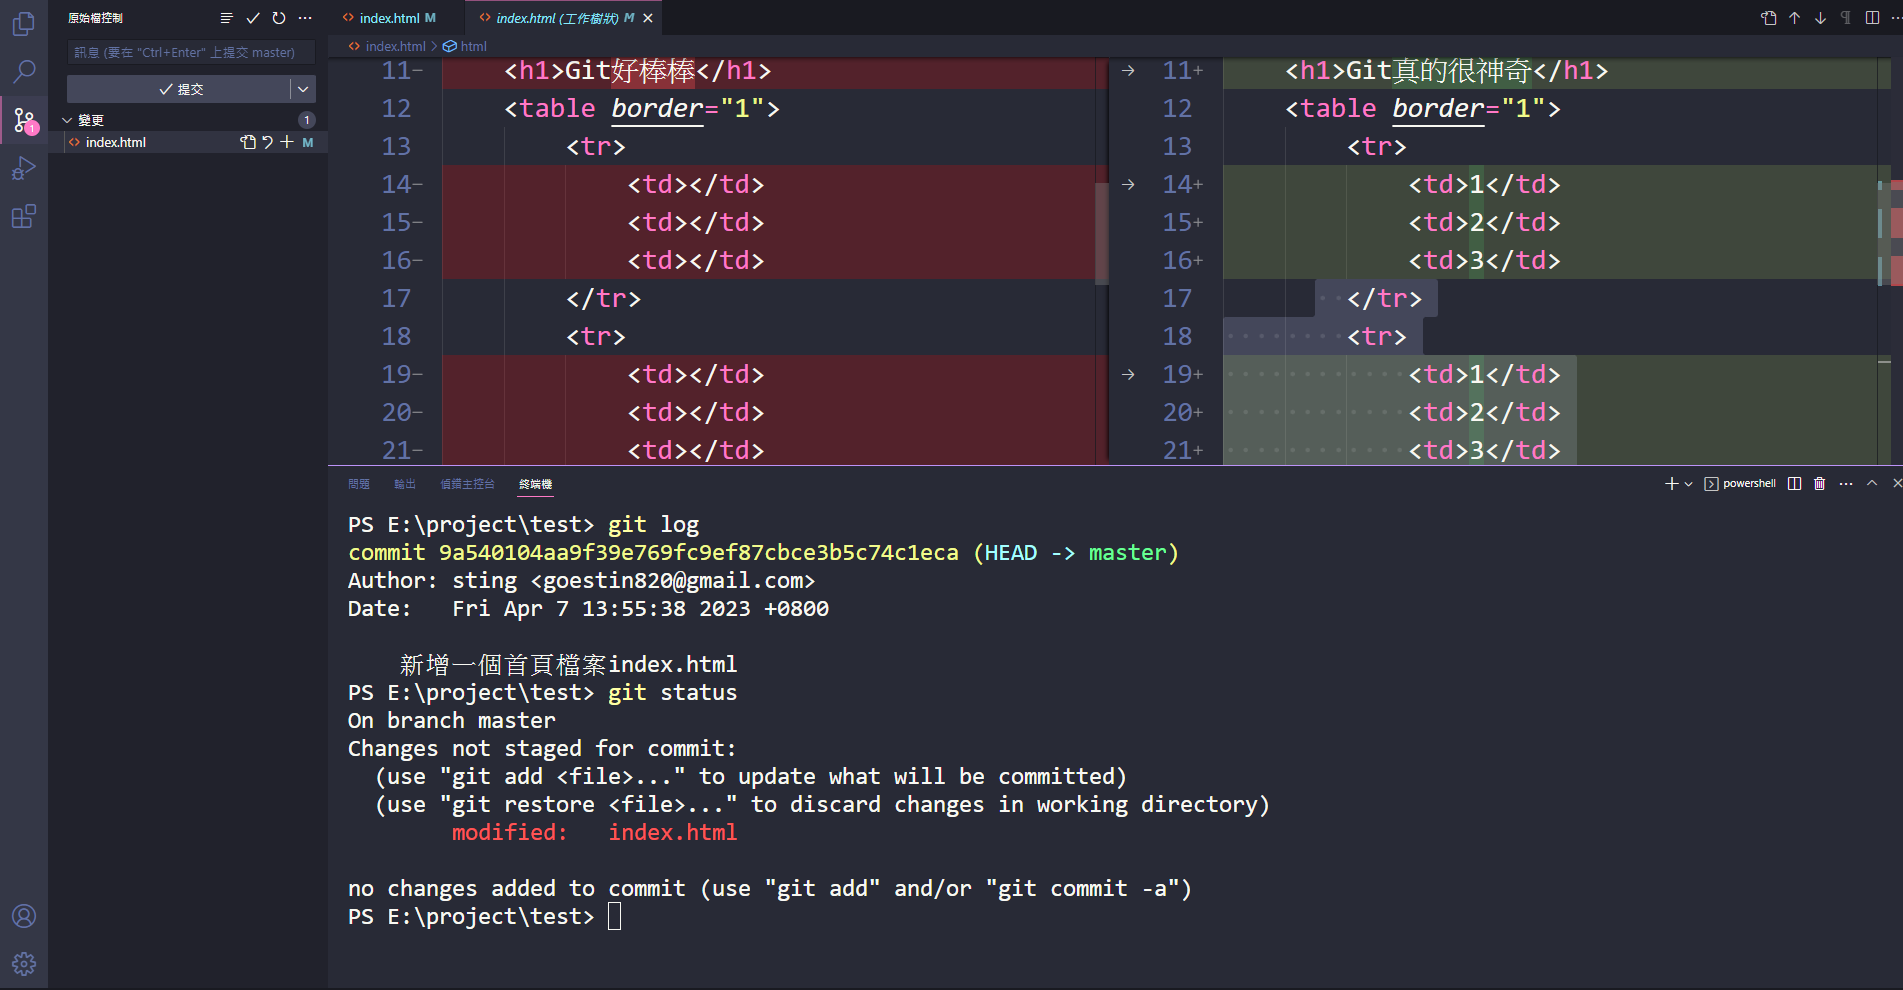 原始檔控制
訊息 (要在 "Ctrl+Enter" 上提交 master)
提交
變更 1
index.html M
1
index.html M
index.html (工作樹狀) M
index.html > html
11- <h1>Git好棒棒</h1>
12 <table border="1">
13 <tr>
14- <td></td>
15- <td></td>
16- <td></td>
17 </tr>
18 <tr>
19- <td></td>
20- <td></td>
21- <td></td>
11+ <h1>Git真的很神奇</h1>
12 <table border="1">
13 <tr>
14+ <td>1</td>
15+ <td>2</td>
16+ <td>3</td>
17 </tr>
18 <tr>
19+ <td>1</td>
20+ <td>2</td>
21+ <td>3</td>
問題 輸出 偵錯主控台 終端機
powershell
PS E:\project\test> git log
commit 9a540104aa9f39e769fc9ef87cbce3b5c74c1eca (HEAD -> master)
Author: sting <goestin820@gmail.com>
Date:   Fri Apr 7 13:55:38 2023 +0800
新增一個首頁檔案index.html
PS E:\project\test> git status
On branch master
Changes not staged for commit:
(use "git add <file>..." to update what will be committed)
(use "git restore <file>..." to discard changes in working directory)
modified:   index.html
no changes added to commit (use "git add" and/or "git commit -a")
PS E:\project\test>